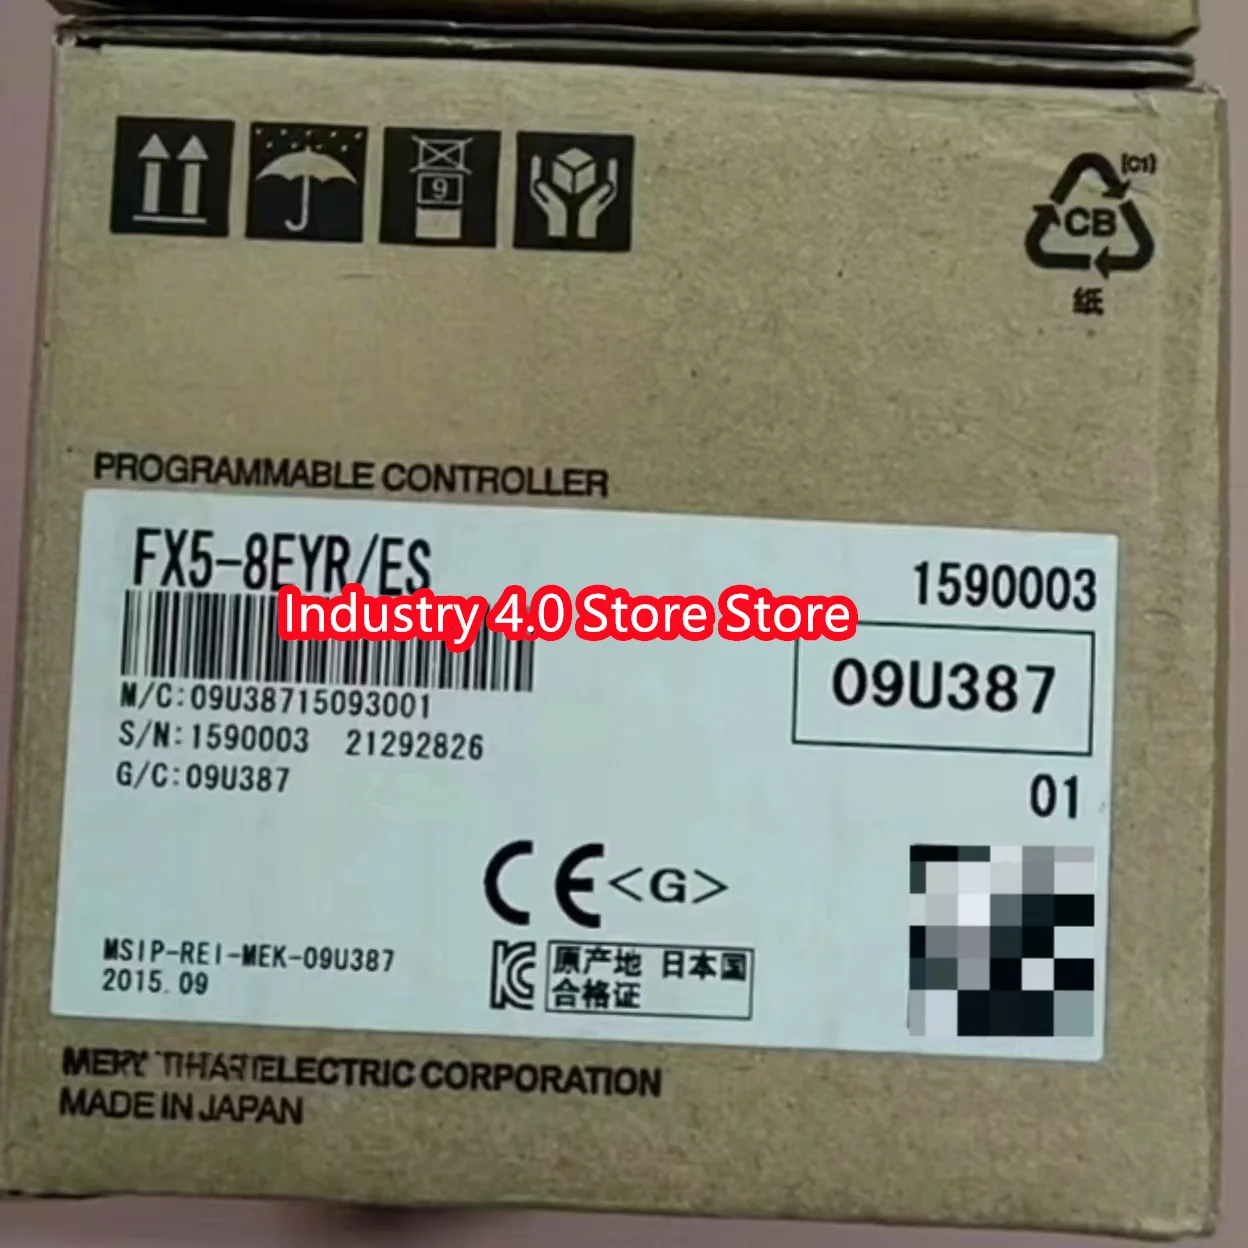 [C1]
CB
紙
9
PROGRAMMABLE CONTROLLER
FX5-8EYR/ES
1590003
Industry 4.0 Store Store
09U387
M/C:09U38715093001
S/N:1590003 21292826
G/C:09U387
01
CE <G>
MSIP-REI-MEK-09U387
2015.09
原产地 日本国
合格证
ELECTRIC CORPORATION
MADE IN JAPAN